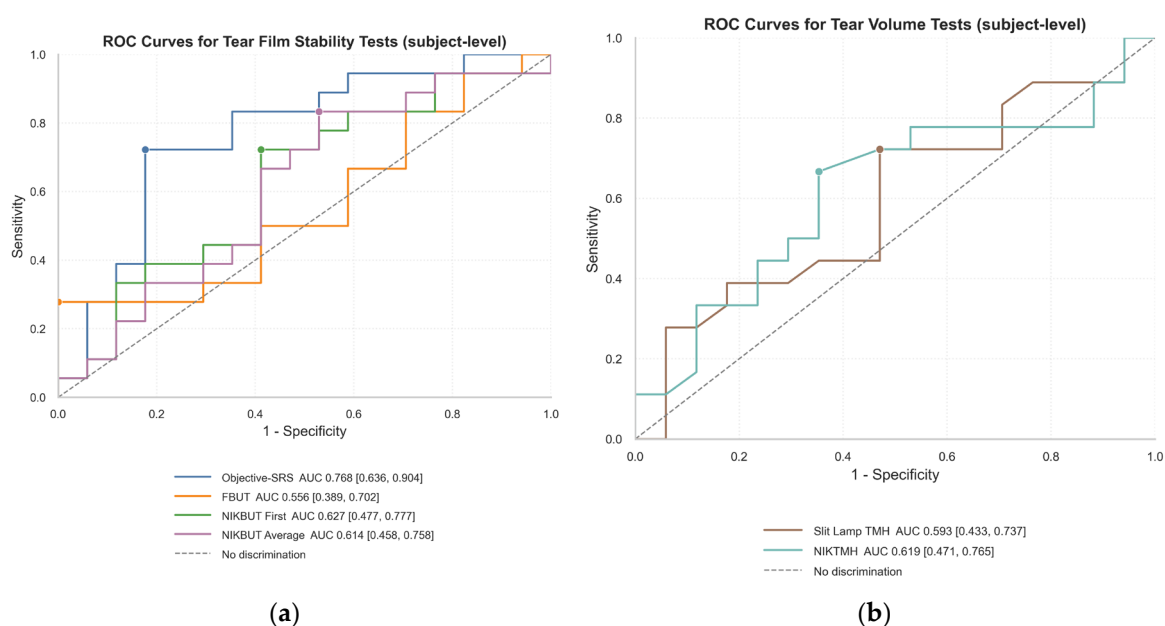 ROC Curves for Tear Film Stability Tests (subject-level)
1.0
0.8
0.6
0.4
0.2
0.0
Sensitivity
0.0 0.2 0.4 0.6 0.8 1.0
1 - Specificity
Objective-SRS AUC 0.768 [0.636, 0.904]
FBUT AUC 0.556 [0.389, 0.702]
NIKBUT First AUC 0.627 [0.477, 0.777]
NIKBUT Average AUC 0.614 [0.458, 0.758]
No discrimination
(a)
ROC Curves for Tear Volume Tests (subject-level)
1.0
0.8
0.6
0.4
0.2
0.0
Sensitivity
0.0 0.2 0.4 0.6 0.8 1.0
1 - Specificity
Slit Lamp TMH AUC 0.593 [0.433, 0.737]
NIKTMH AUC 0.619 [0.471, 0.765]
No discrimination
(b)